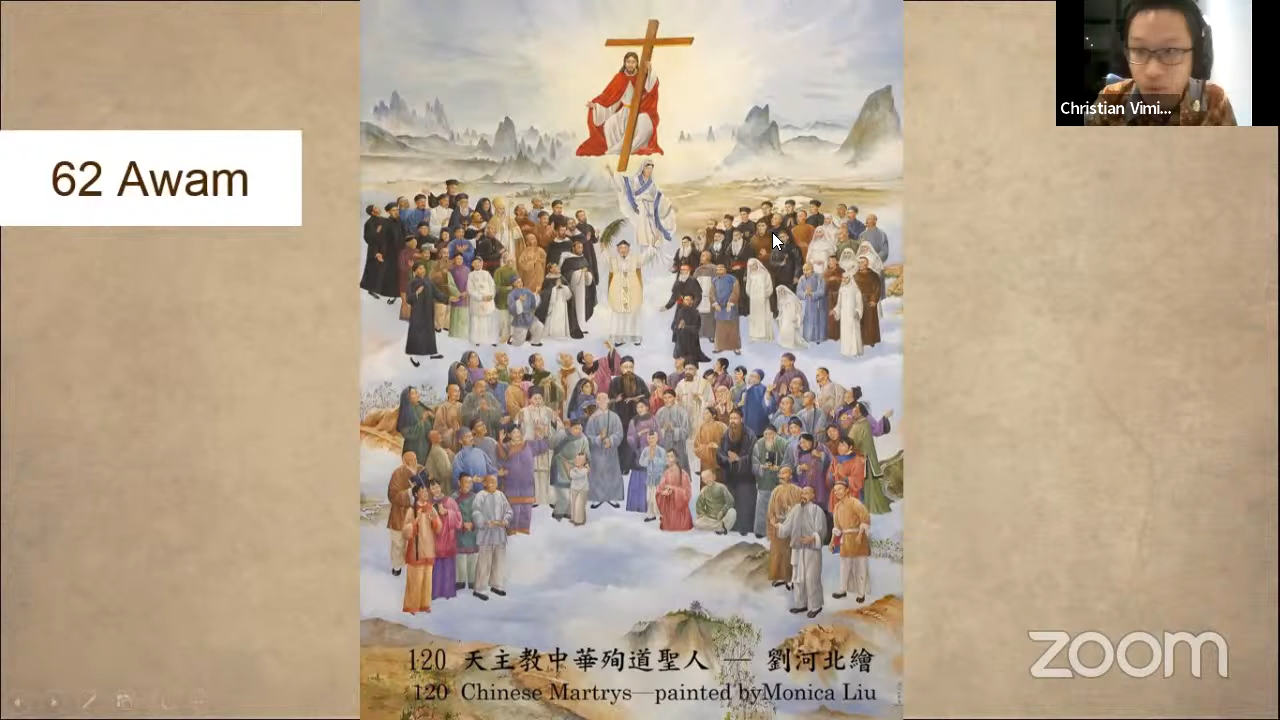 62 Awam
Christian Vimi...
120 天主教中華殉道聖人 — 劉河北繪
120 Chinese Martrys—painted byMonica Liu
zoom